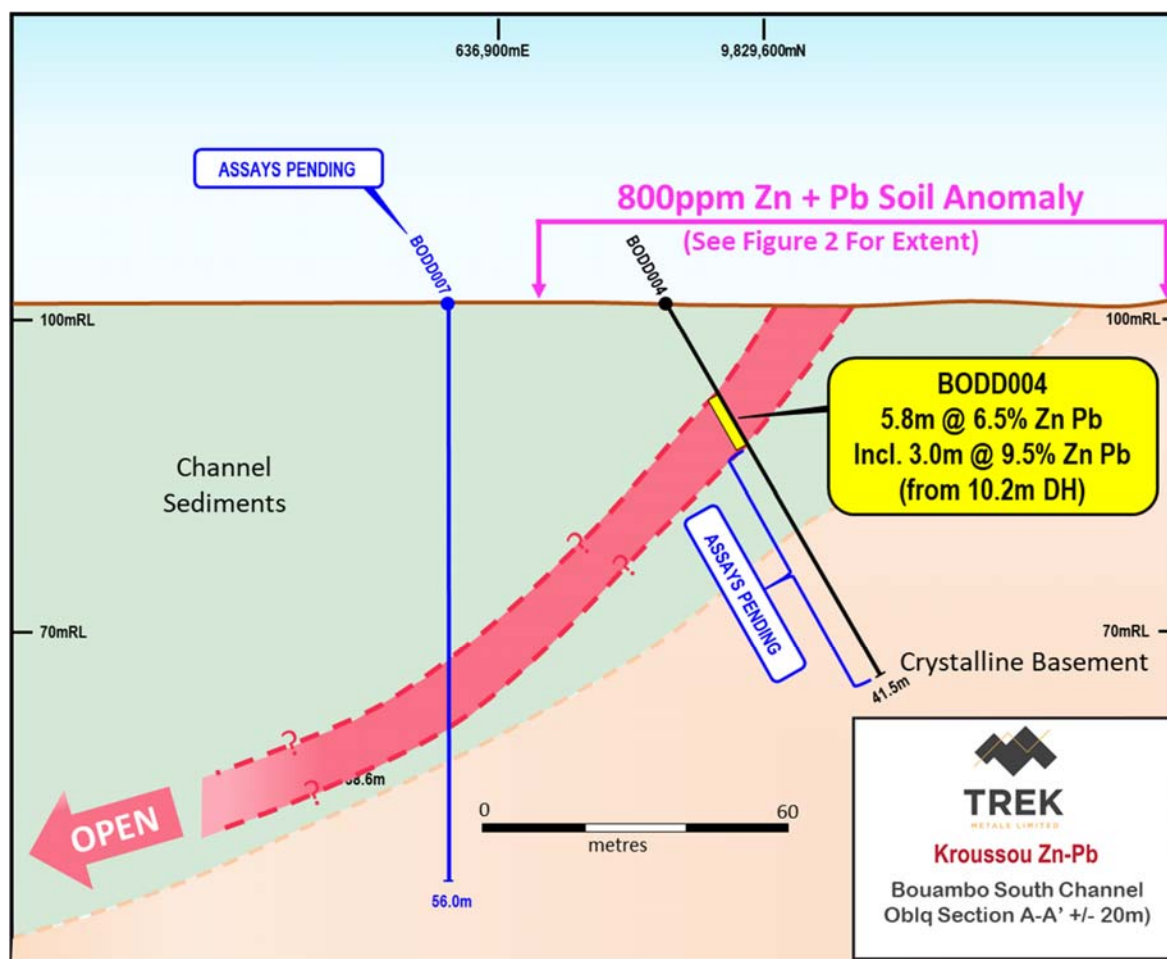 636,900mE
9,829,600mN
ASSAYS PENDING
BODD007
800ppm Zn + Pb Soil Anomaly
(See Figure 2 For Extent)
BODD004
100mRL
100mRL
BODD004
5.8m @ 6.5% Zn Pb
Incl. 3.0m @ 9.5% Zn Pb
(from 10.2m DH)
Channel
Sediments
?
?
ASSAYS PENDING
70mRL
70mRL
Crystalline Basement
41.5m
?
?
OPEN
56.0m
0
60
metres
TREK
METALS LIMITED
Kroussou Zn-Pb
Bouambo South Channel
Oblq Section A-A' +/- 20m)